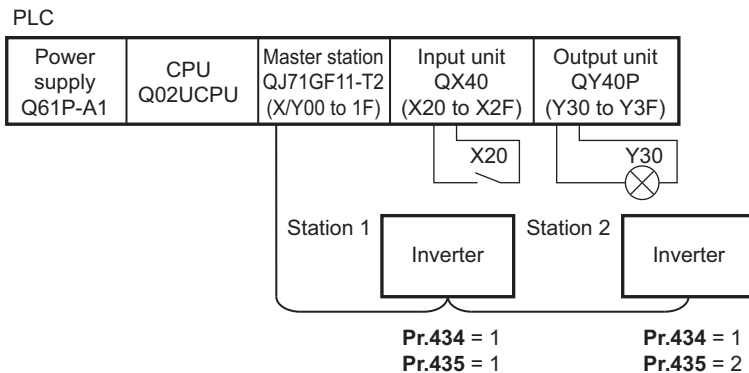 PLC
Power
supply
Q61P-A1
CPU
Q02UCPU
Master station
QJ71GF11-T2
(X/Y00 to 1F)
Input unit
QX40
(X20 to X2F)
Output unit
QY40P
(Y30 to Y3F)
X20
Y30
Station 1
Inverter
Station 2
Inverter
Pr.434 = 1
Pr.435 = 1
Pr.434 = 1
Pr.435 = 2